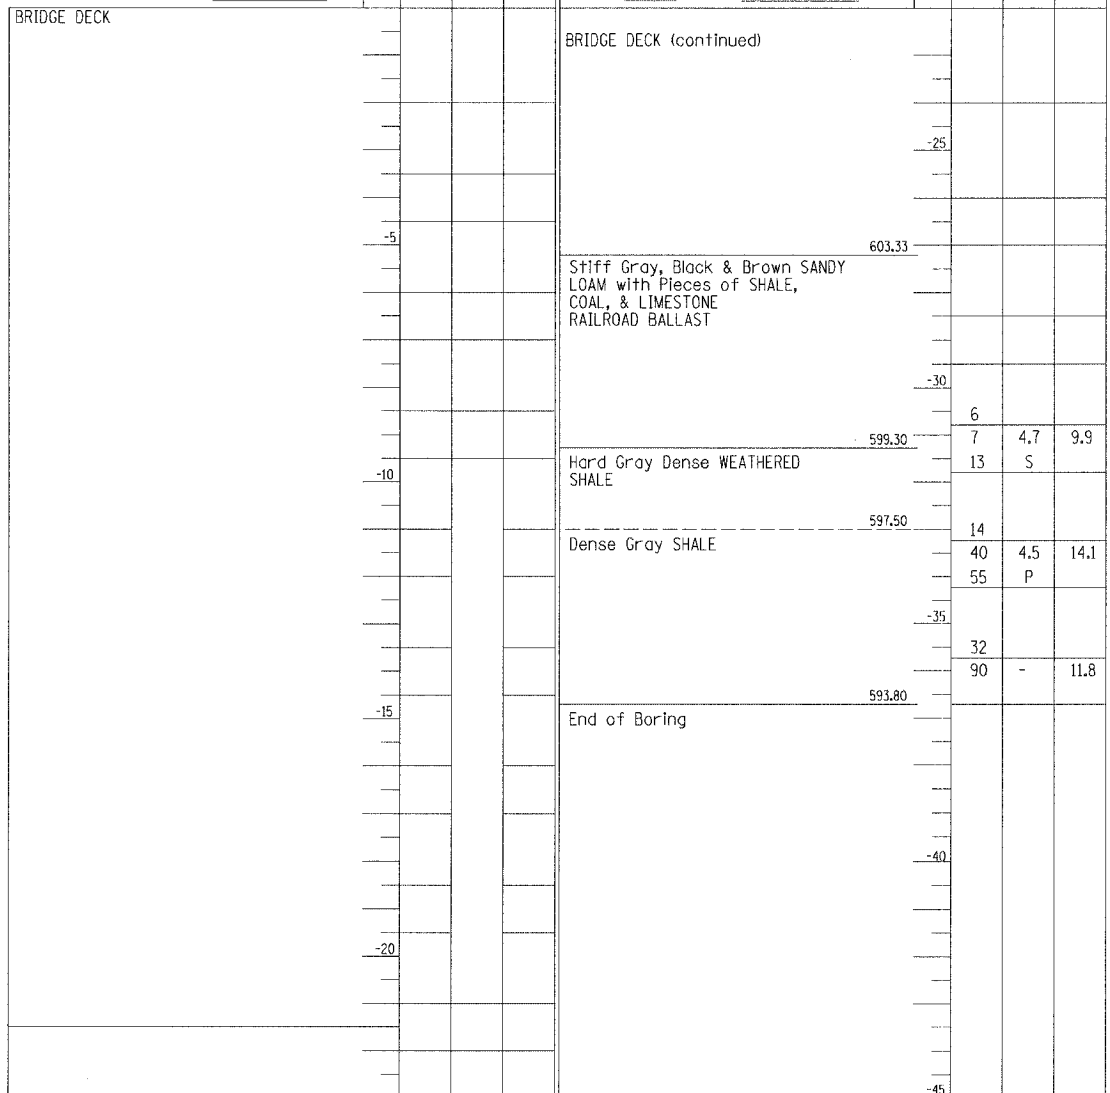 BRIDGE DECK
-5
-10
-15
-20
BRIDGE DECK (continued)
-25
603.33
Stiff Gray, Black & Brown SANDY
LOAM with Pieces of SHALE,
COAL, & LIMESTONE
RAILROAD BALLAST
-30
6
599.30 7 4.7 9.9
Hard Gray Dense WEATHERED 13 S
SHALE
597.50
14
Dense Gray SHALE 40 4.5 14.1
55 P
-35
32
90 - 11.8
593.80
End of Boring
-40
-45